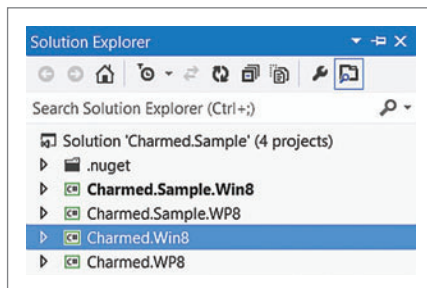 Solution Explorer
Search Solution Explorer (Ctrl+;)
Solution 'Charmed.Sample' (4 projects)
.nuget
Charmed.Sample.Win8
Charmed.Sample.WP8
Charmed.Win8
Charmed.WP8